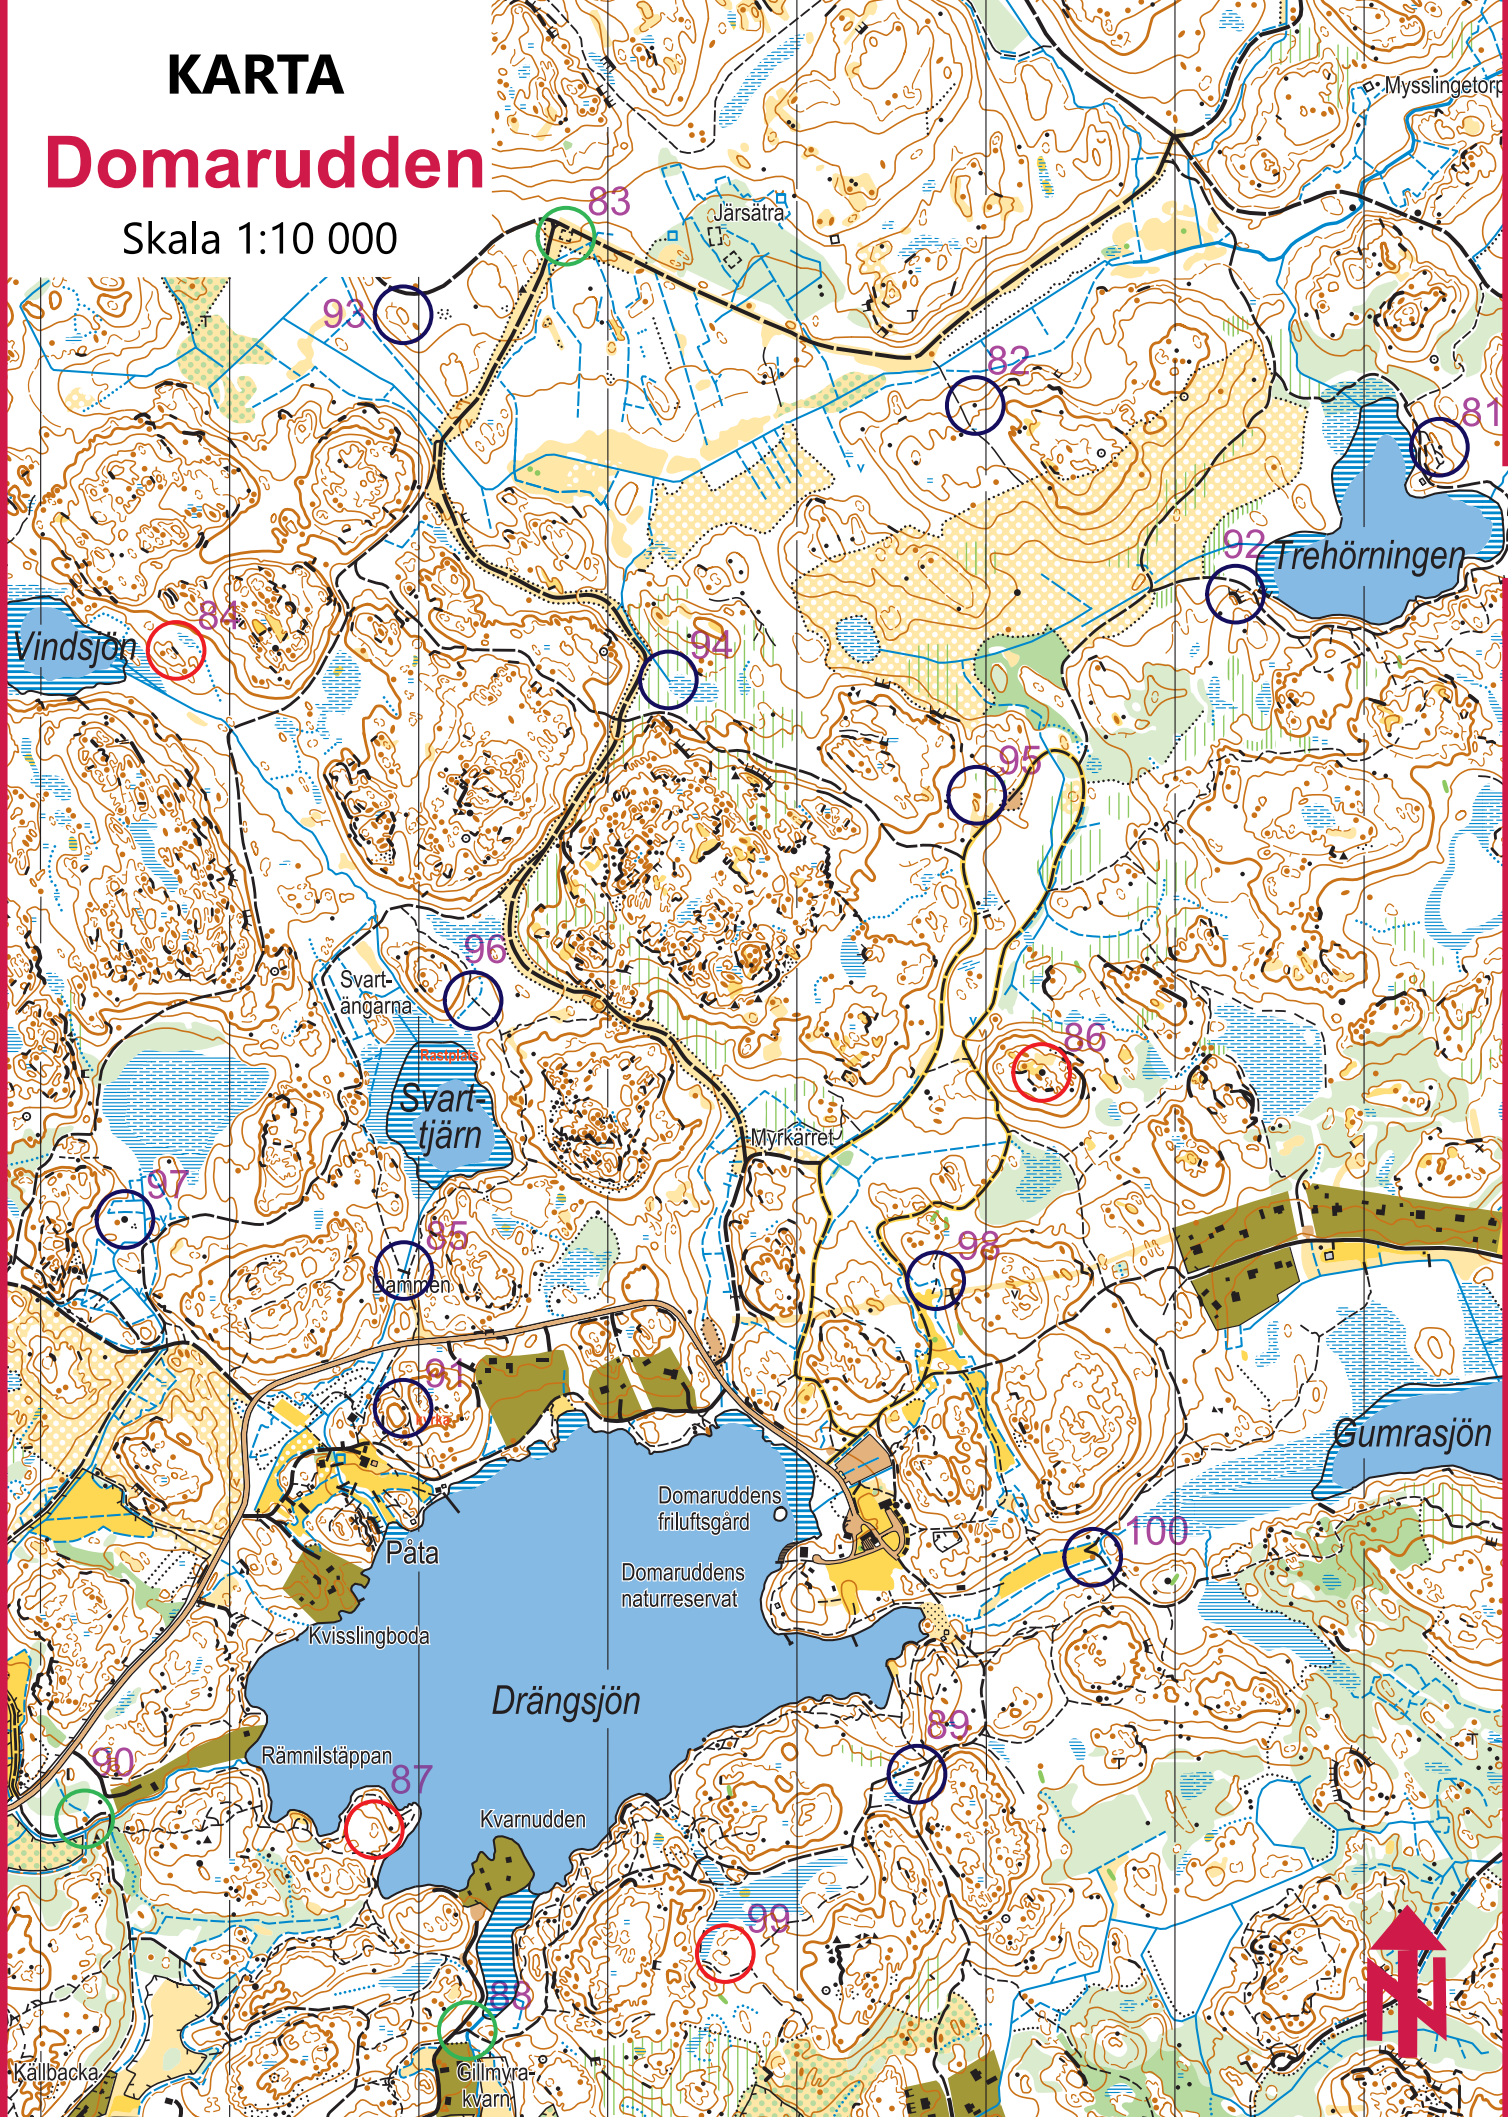 KARTA
Domarudden
Skala 1:10 000
Mysslingetorp
83
Järsätra
93
82
81
92
Trehörningen
84
Vindsjön
94
95
96
Svart-
ängarna
Rastplats
86
Svart-
tjärn
Myrkärret
97
85
Dammen
98
91
Gumrasjön
Domaruddens
friluftsgård
100
Påta
Domaruddens
naturreservat
Kvisslingboda
Drängsjön
89
Rämnilstäppan
90
87
Kvarnudden
99
88
Källbacka
Gillmyra-
kvarn
N